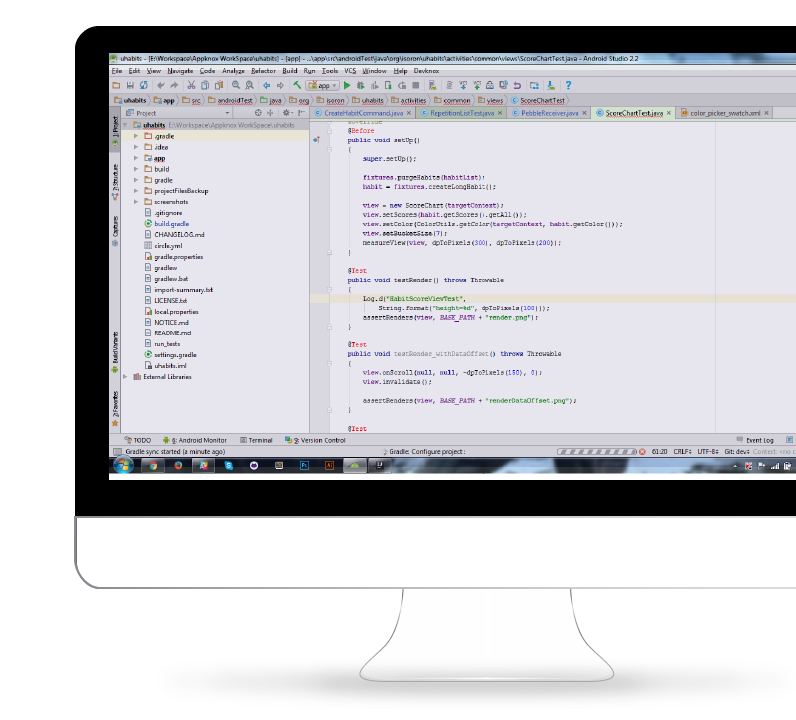 uhabits - [E:\Workspace\Appknox WorkSpace\uhabits] - [app] - ...\app\src\androidTest\java\org\isoron\uhabits\activities\common\views\ScoreChartTest.java - Android Studio 2.2
File Edit View Navigate Code Analyze Refactor Build Run Tools VCS Window Help Devknox
app
uhabits app src androidTest java org isoron uhabits activities common views ScoreChartTest
Project CreateHabitCommand.java RepetitionListTest.java PebbleReceiver.java ScoreChartTest.java color_picker_swatch.xml
1: Project
Z: Structure
Captures
Build Variants
2: Favorites
uhabits E:\Workspace\Appknox WorkSpace\uhabits
.gradle
.idea
app
build
gradle
projectFilesBackup
screenshots
.gitignore
build.gradle
CHANGELOG.md
circle.yml
gradle.properties
gradlew
gradlew.bat
import-summary.txt
LICENSE.txt
local.properties
NOTICE.md
README.md
run_tests
settings.gradle
uhabits.iml
External Libraries
@Before
public void setUp()
{
super.setUp();
fixtures.purgeHabits(habitList);
habit = fixtures.createLongHabit();
view = new ScoreChart(targetContext);
view.setScores(habit.getScores().getAll());
view.setColor(ColorUtils.getColor(targetContext, habit.getColor()));
view.setBucketSize(7);
measureView(view, dpToPixels(300), dpToPixels(200));
}
@Test
public void testRender() throws Throwable
{
Log.d("HabitScoreViewTest",
String.format("height=%d", dpToPixels(100)));
assertRenders(view, BASE_PATH + "render.png");
}
@Test
public void testRender_withDataOffset() throws Throwable
{
view.onScroll(null, null, -dpToPixels(150), 0);
view.invalidate();
assertRenders(view, BASE_PATH + "renderDataOffset.png");
}
@Test
TODO 6: Android Monitor Terminal 9: Version Control Event Log
Gradle sync started (a minute ago) Gradle: Configure project : 61:20 CRLF UTF-8 Git: dev Context: <no c